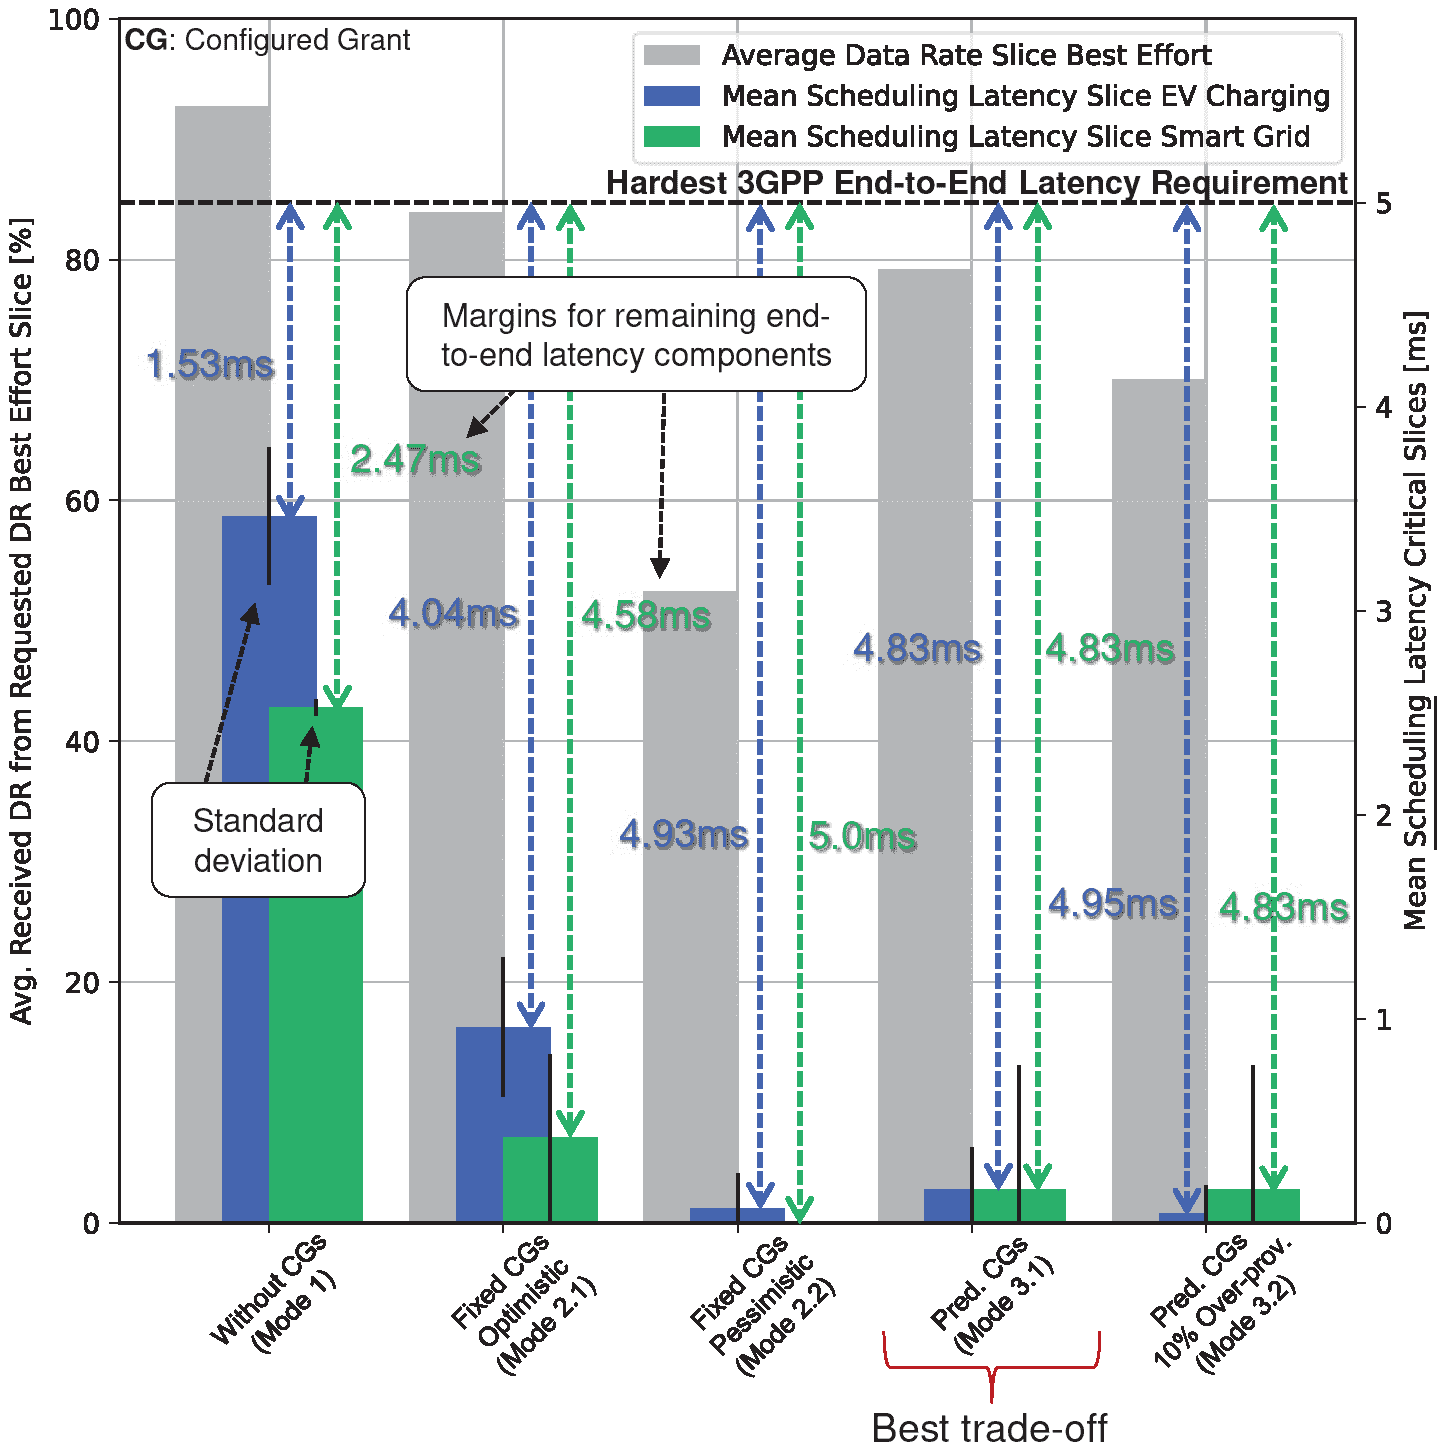 CG: Configured Grant
Average Data Rate Slice Best Effort
Mean Scheduling Latency Slice EV Charging
Mean Scheduling Latency Slice Smart Grid
Hardest 3GPP End-to-End Latency Requirement
Avg. Received DR from Requested DR Best Effort Slice [%]
100
80
60
40
20
0
Mean Scheduling Latency Critical Slices [ms]
5
4
3
2
1
0
Margins for remaining end-
to-end latency components
Standard
deviation
1.53ms
2.47ms
4.04ms
4.58ms
4.93ms
5.0ms
4.83ms
4.83ms
4.95ms
4.83ms
Without CGs
(Mode 1)
Fixed CGs
Optimistic
(Mode 2.1)
Fixed CGs
Pessimistic
(Mode 2.2)
Pred. CGs
(Mode 3.1)
Pred. CGs
10% Over-prov.
(Mode 3.2)
Best trade-off